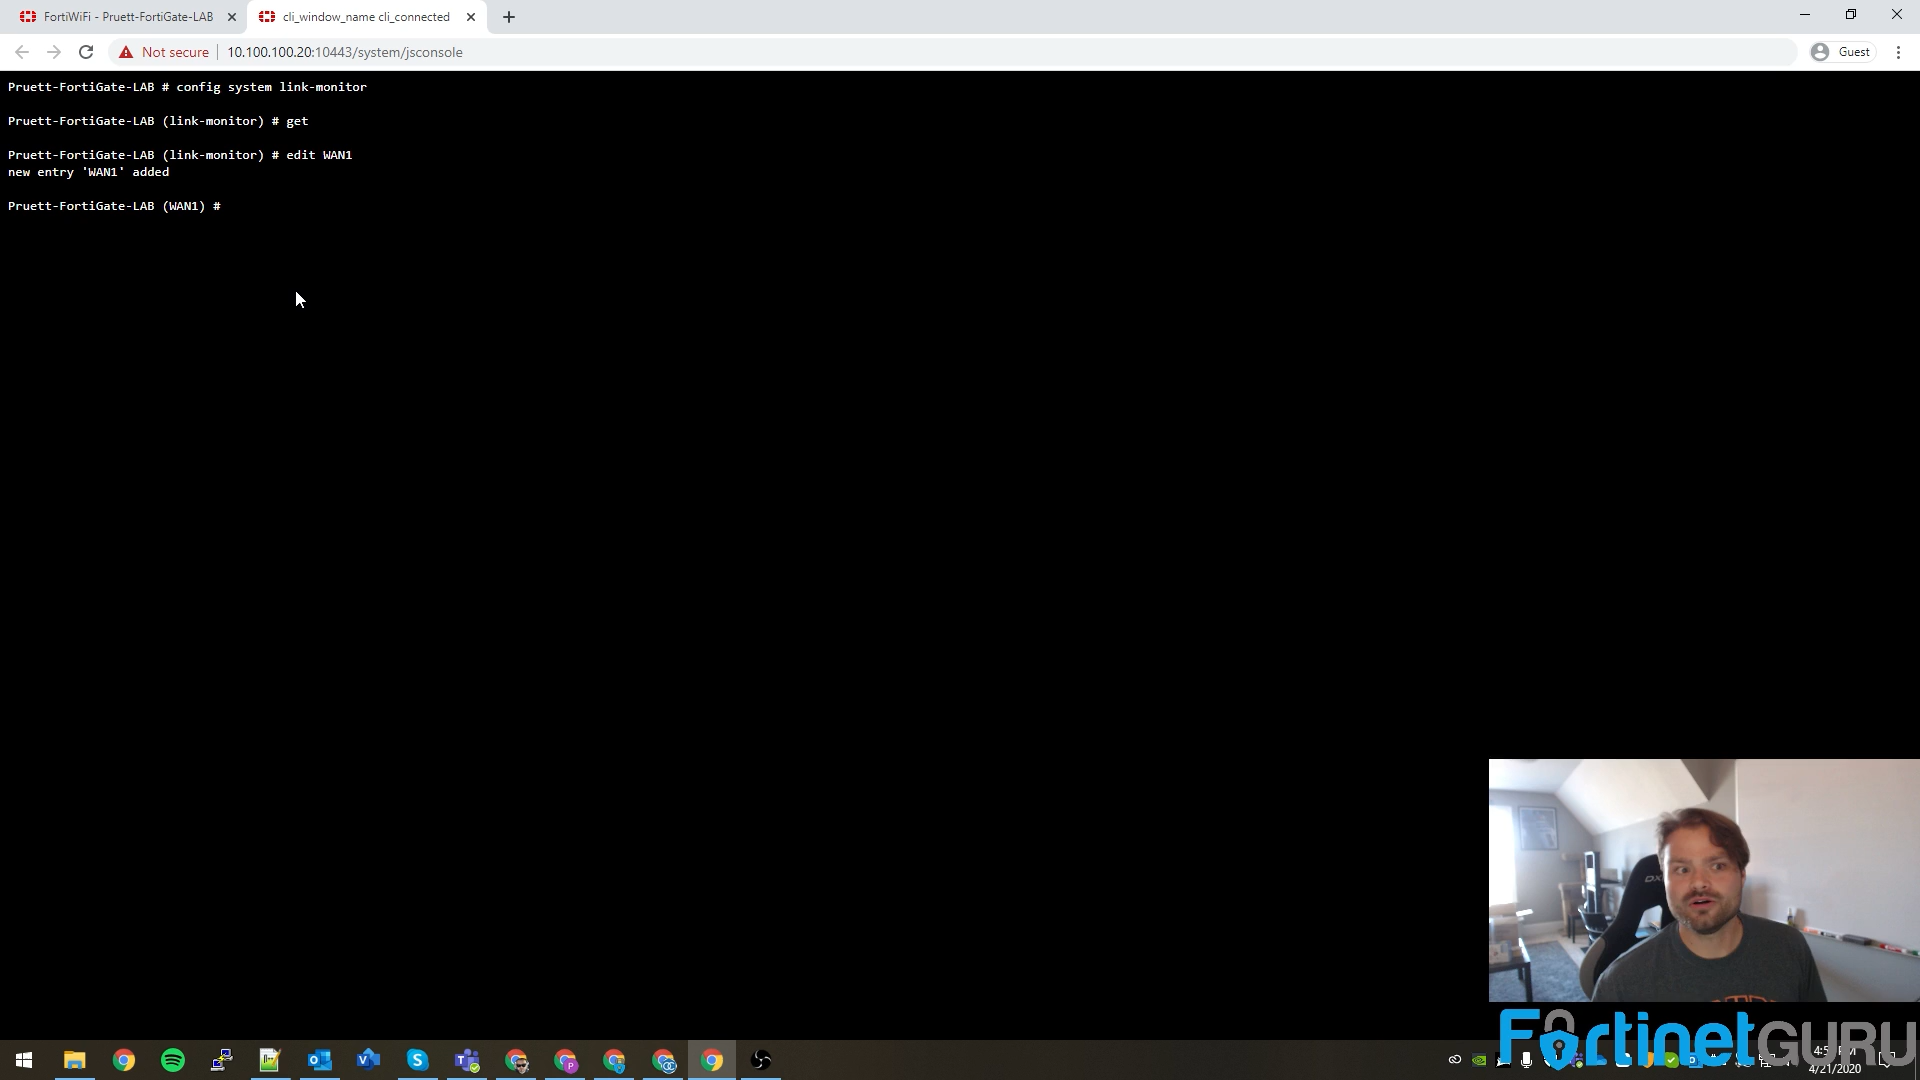 FortiWiFi - Pruett-FortiGate-LAB
cli_window_name cli_connected
Not secure
10.100.100.20:10443/system/jsconsole
Guest
Pruett-FortiGate-LAB # config system link-monitor
Pruett-FortiGate-LAB (link-monitor) # get
Pruett-FortiGate-LAB (link-monitor) # edit WAN1
new entry 'WAN1' added
Pruett-FortiGate-LAB (WAN1) #
FortinetGURU
4/21/2020